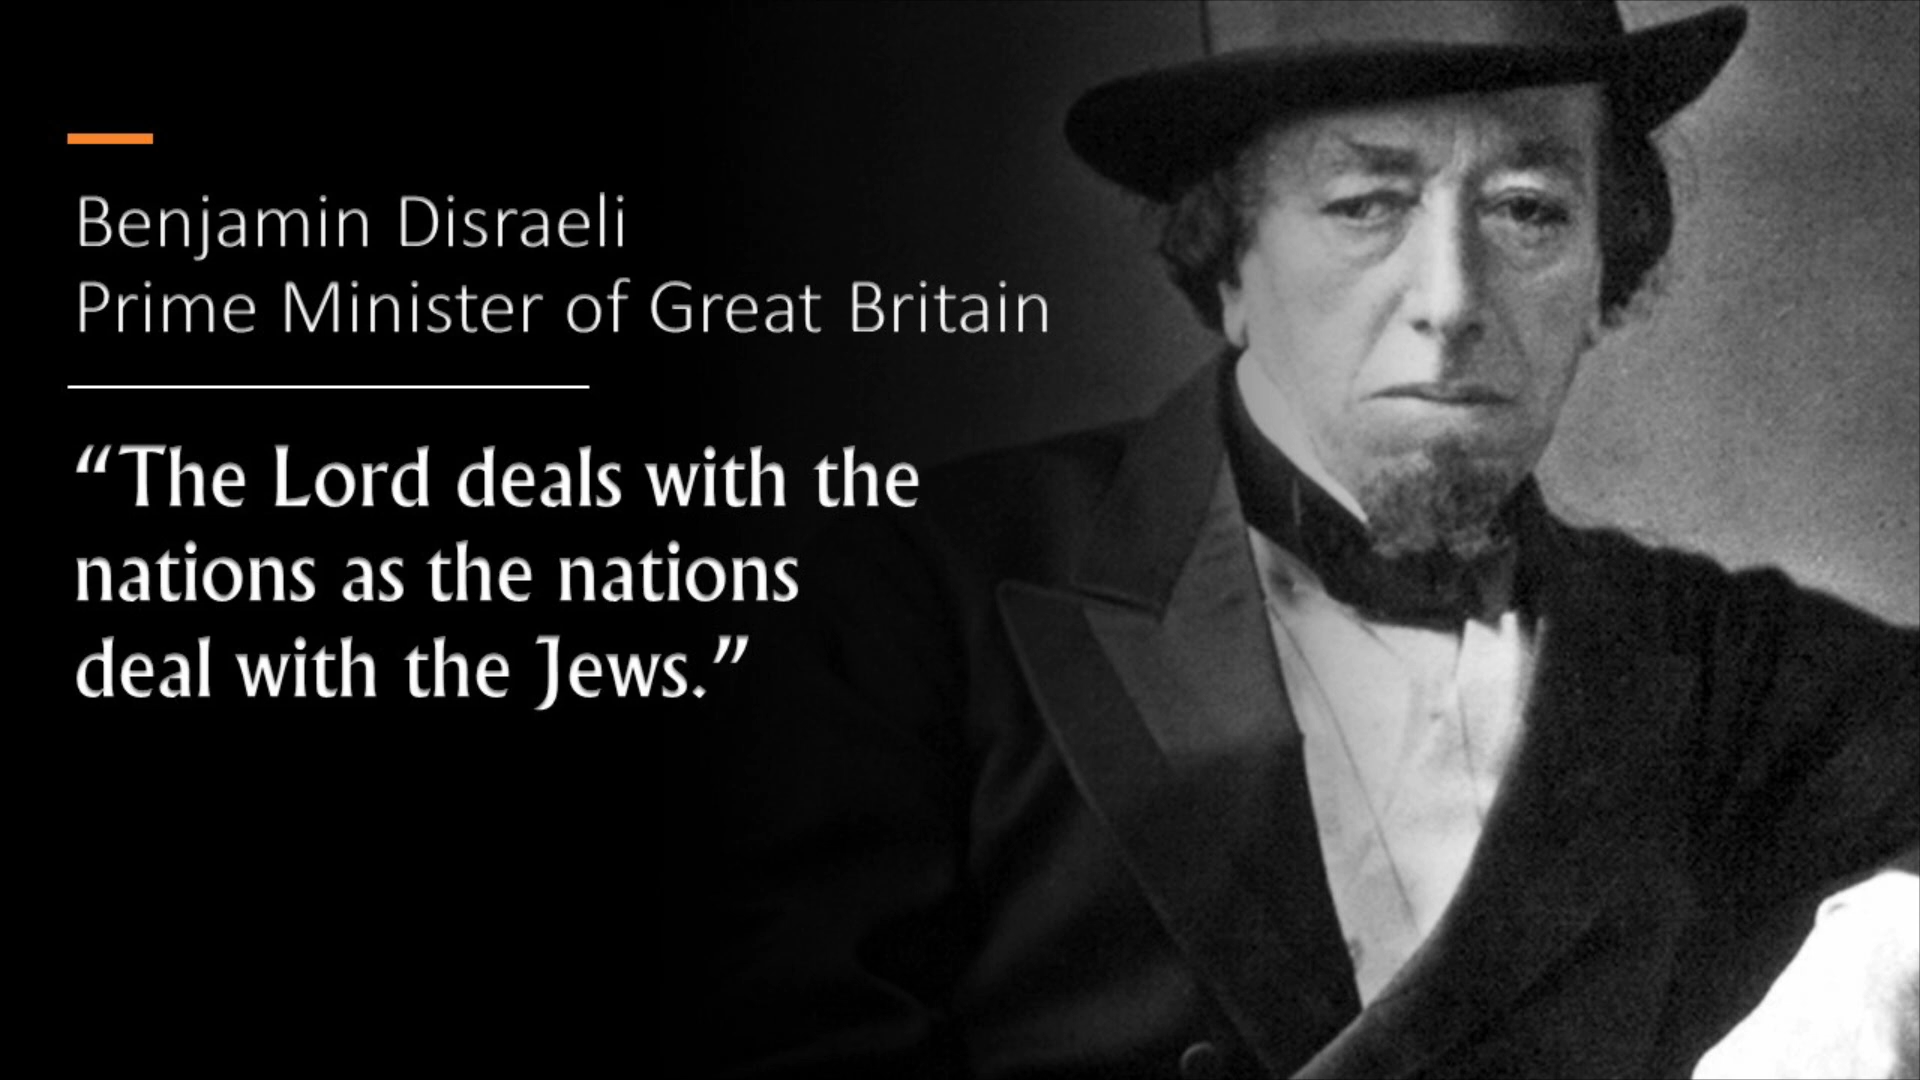 Benjamin Disraeli
Prime Minister of Great Britain
“The Lord deals with the
nations as the nations
deal with the Jews.”